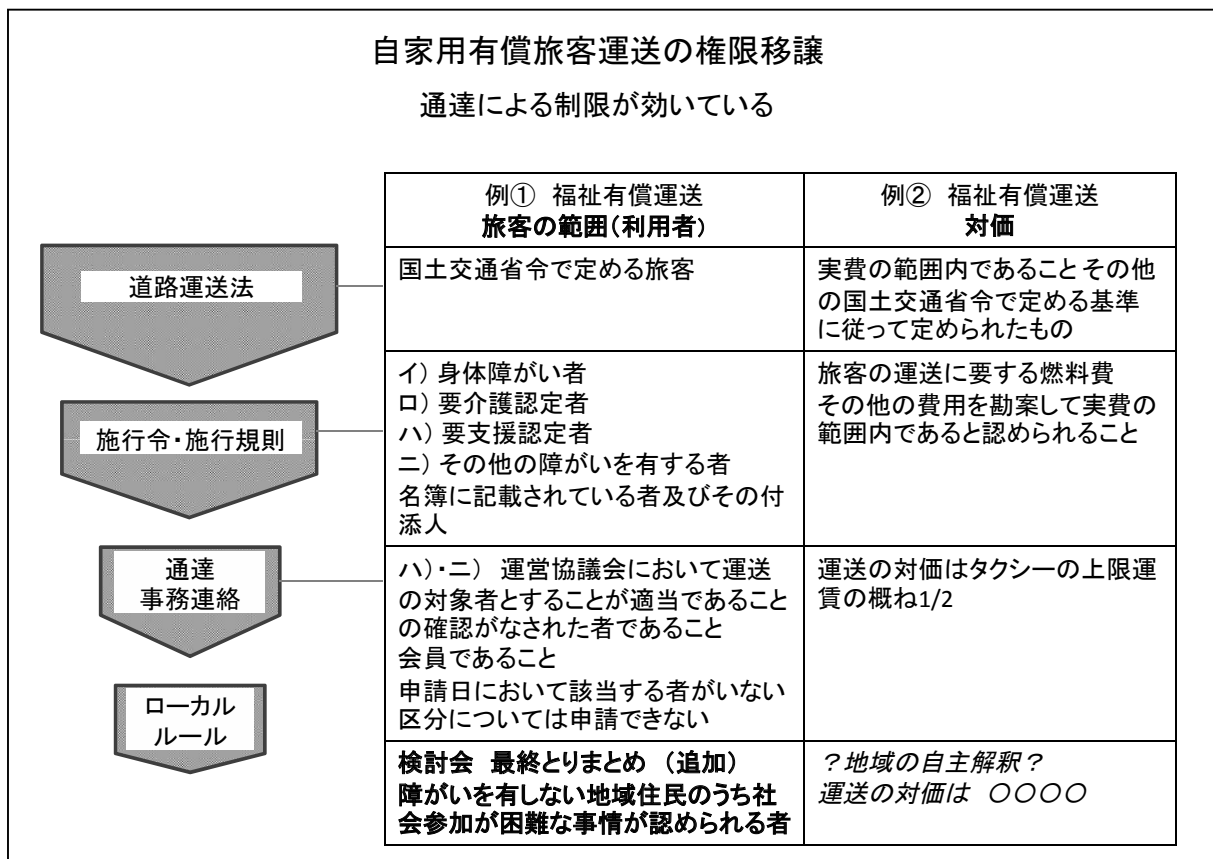 自家用有償旅客運送の権限移譲
通達による制限が効いている
例① 福祉有償運送
旅客の範囲(利用者)
例② 福祉有償運送
対価
道路運送法
国土交通省令で定める旅客
実費の範囲内であること その他
の国土交通省令で定める基準
に従って定められたもの
施行令・施行規則
イ) 身体障がい者
ロ) 要介護認定者
ハ) 要支援認定者
ニ) その他の障がいを有する者
名簿に記載されている者及びその付
添人
旅客の運送に要する燃料費
その他の費用を勘案して実費の
範囲内であると認められること
通達
事務連絡
ハ)・ニ) 運営協議会において運送
の対象者とすることが適当であること
の確認がなされた者であること
会員であること
申請日において該当する者がいない
区分については申請できない
運送の対価はタクシーの上限運
賃の概ね1/2
ローカル
ルール
検討会 最終とりまとめ (追加)
障がいを有しない地域住民のうち社
会参加が困難な事情が認められる者
?地域の自主解釈?
運送の対価は 〇〇〇〇